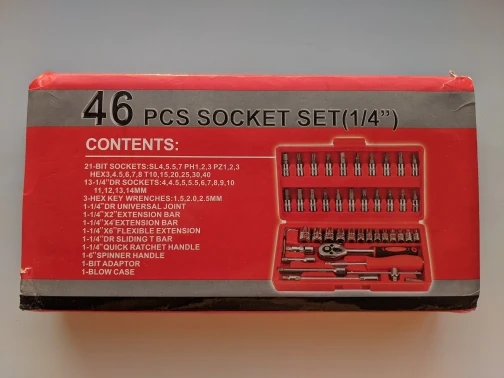 46 PCS SOCKET SET(1/4")
CONTENTS:
21-BIT SOCKETS:SL4,5.5,7 PH1,2,3 PZ1,2,3
HEX3,4,5,6,7,8 T10,15,20,25,30,40
13-1/4"DR SOCKETS:4,4.5,5,5.5,6,7,8,9,10
11,12,13,14MM
3-HEX KEY WRENCHES:1.5,2.0,2.5MM
1-1/4"DR UNIVERSAL JOINT
1-1/4"X2"EXTENSION BAR
1-1/4"X4"EXTENSION BAR
1-1/4"X6"FLEXIBLE EXTENSION
1-1/4"DR SLIDING T BAR
1-1/4"QUICK RATCHET HANDLE
1-6"SPINNER HANDLE
1-BIT ADAPTOR
1-BLOW CASE